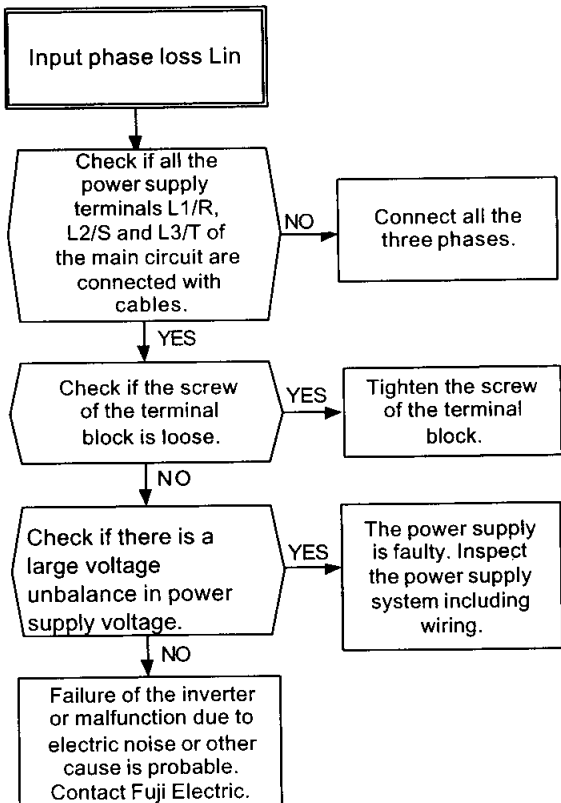 Input phase loss Lin
Check if all the
power supply
terminals L1/R,
L2/S and L3/T of
the main circuit are
connected with
cables.
NO
Connect all the
three phases.
YES
Check if the screw
of the terminal
block is loose.
YES
Tighten the screw
of the terminal
block.
NO
Check if there is a
large voltage
unbalance in power
supply voltage.
YES
The power supply
is faulty. Inspect
the power supply
system including
wiring.
NO
Failure of the inverter
or malfunction due to
electric noise or other
cause is probable.
Contact Fuji Electric.